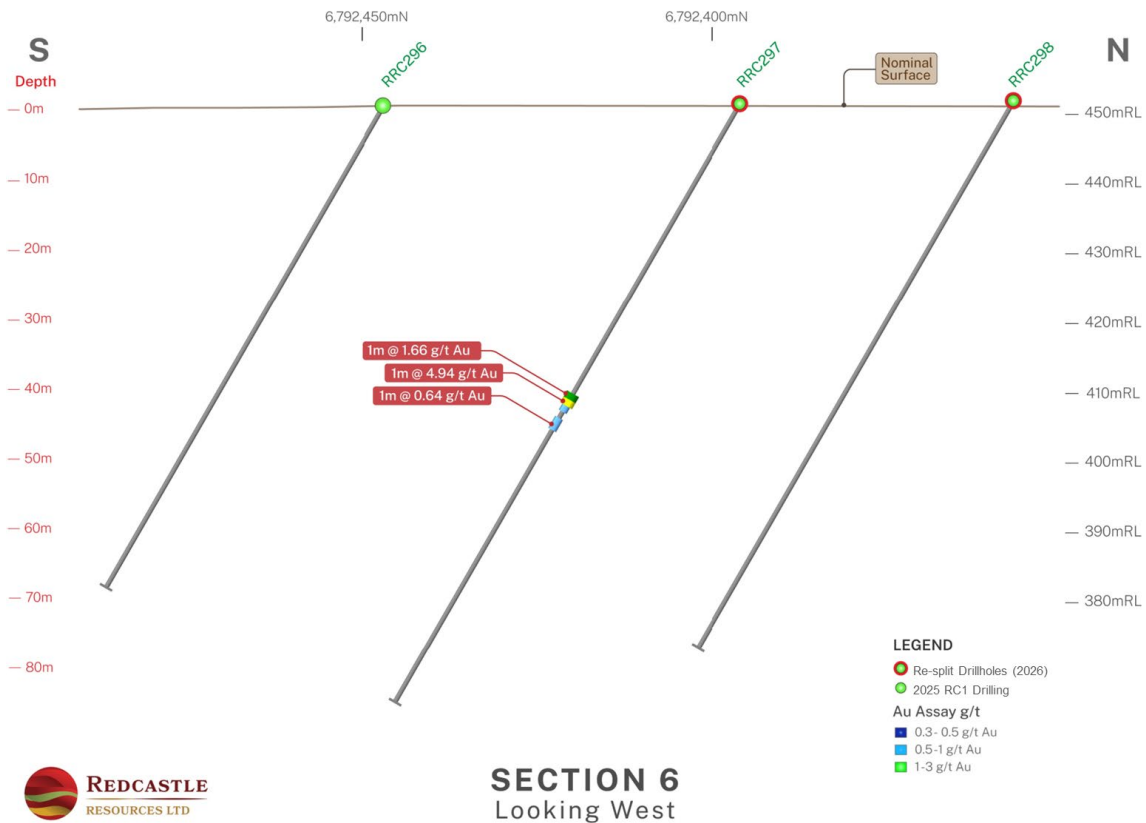 6,792,450mN
6,792,400mN
S
N
RRC296
RRC297
RRC298
Nominal
Surface
Depth
0m
10m
20m
30m
40m
50m
60m
70m
80m
450mRL
440mRL
430mRL
420mRL
410mRL
400mRL
390mRL
380mRL
1m @ 1.66 g/t Au
1m @ 4.94 g/t Au
1m @ 0.64 g/t Au
LEGEND
Re-split Drillholes (2026)
2025 RC1 Drilling
Au Assay g/t
0.3- 0.5 g/t Au
0.5-1 g/t Au
1-3 g/t Au
REDCASTLE
RESOURCES LTD
SECTION 6
Looking West